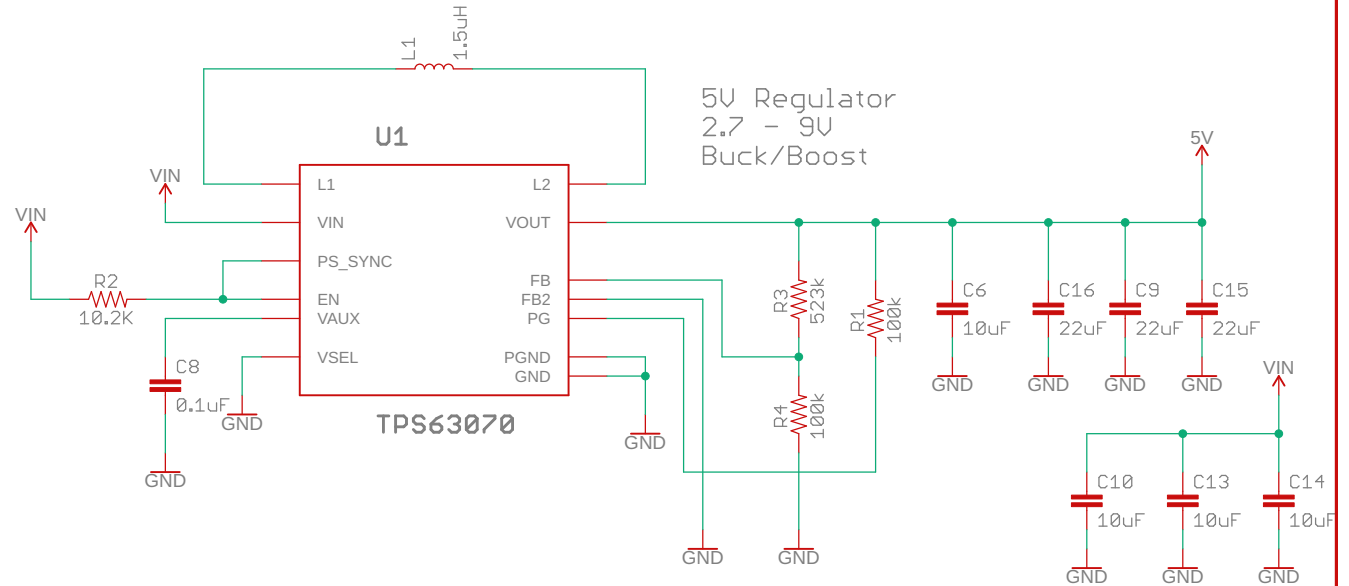 L1
1.5uH
5V Regulator
2.7 - 9V
Buck/Boost
U1
5V
VIN
VIN
L1
L2
VIN
VOUT
PS_SYNC
FB
EN
FB2
VAUX
PG
VSEL
PGND
GND
R2
10.2K
C8
0.1uF
GND
GND
TPS63070
GND
R3
523k
R1
100k
R4
100k
C6
10uF
C16
22uF
C9
22uF
C15
22uF
GND
GND
GND
GND
VIN
GND
GND
C10
10uF
C13
10uF
C14
10uF
GND
GND
GND